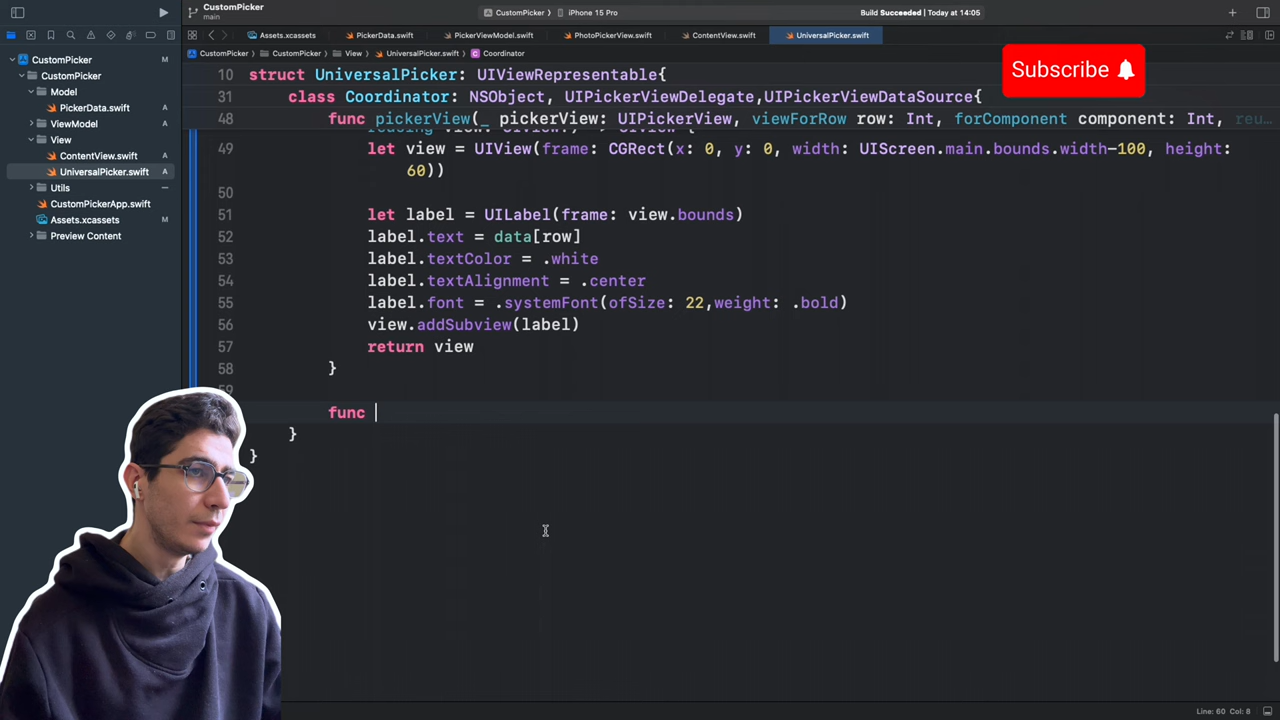 CustomPicker
main
CustomPicker
iPhone 15 Pro
Build Succeeded | Today at 14:05
Assets.xcassets
PickerData.swift
PickerViewModel.swift
PhotoPickerView.swift
ContentView.swift
UniversalPicker.swift
CustomPicker
CustomPicker
View
UniversalPicker.swift
Coordinator
CustomPicker M
CustomPicker
Model
PickerData.swift A
ViewModel A
View
ContentView.swift A
UniversalPicker.swift A
Utils
CustomPickerApp.swift A
Assets.xcassets M
Preview Content
Subscribe
10 struct UniversalPicker: UIViewRepresentable{
31 class Coordinator: NSObject, UIPickerViewDelegate,UIPickerViewDataSource{
48 func pickerView(_ pickerView: UIPickerView, viewForRow row: Int, forComponent component: Int, reu…
reusing view: UIView?) -> UIView {
49 let view = UIView(frame: CGRect(x: 0, y: 0, width: UIScreen.main.bounds.width-100, height:
60))
50
51 let label = UILabel(frame: view.bounds)
52 label.text = data[row]
53 label.textColor = .white
54 label.textAlignment = .center
55 label.font = .systemFont(ofSize: 22,weight: .bold)
56 view.addSubview(label)
57 return view
58 }
59
func
}
}
Line: 60 Col: 8